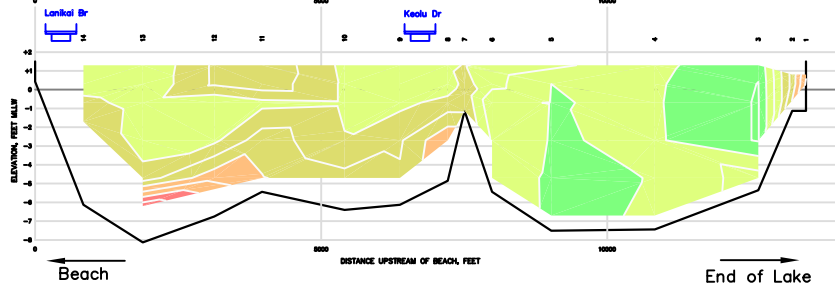 0 5000 10000
Lanikai Br Keolu Dr
14 13 12 11 10 9 8 7 6 5 4 3 2 1
ELEVATION, FEET MLLW
+2
+1
0
-1
-2
-3
-4
-5
-6
-7
-8
0 5000 10000
DISTANCE UPSTREAM OF BEACH, FEET
Beach End of Lake